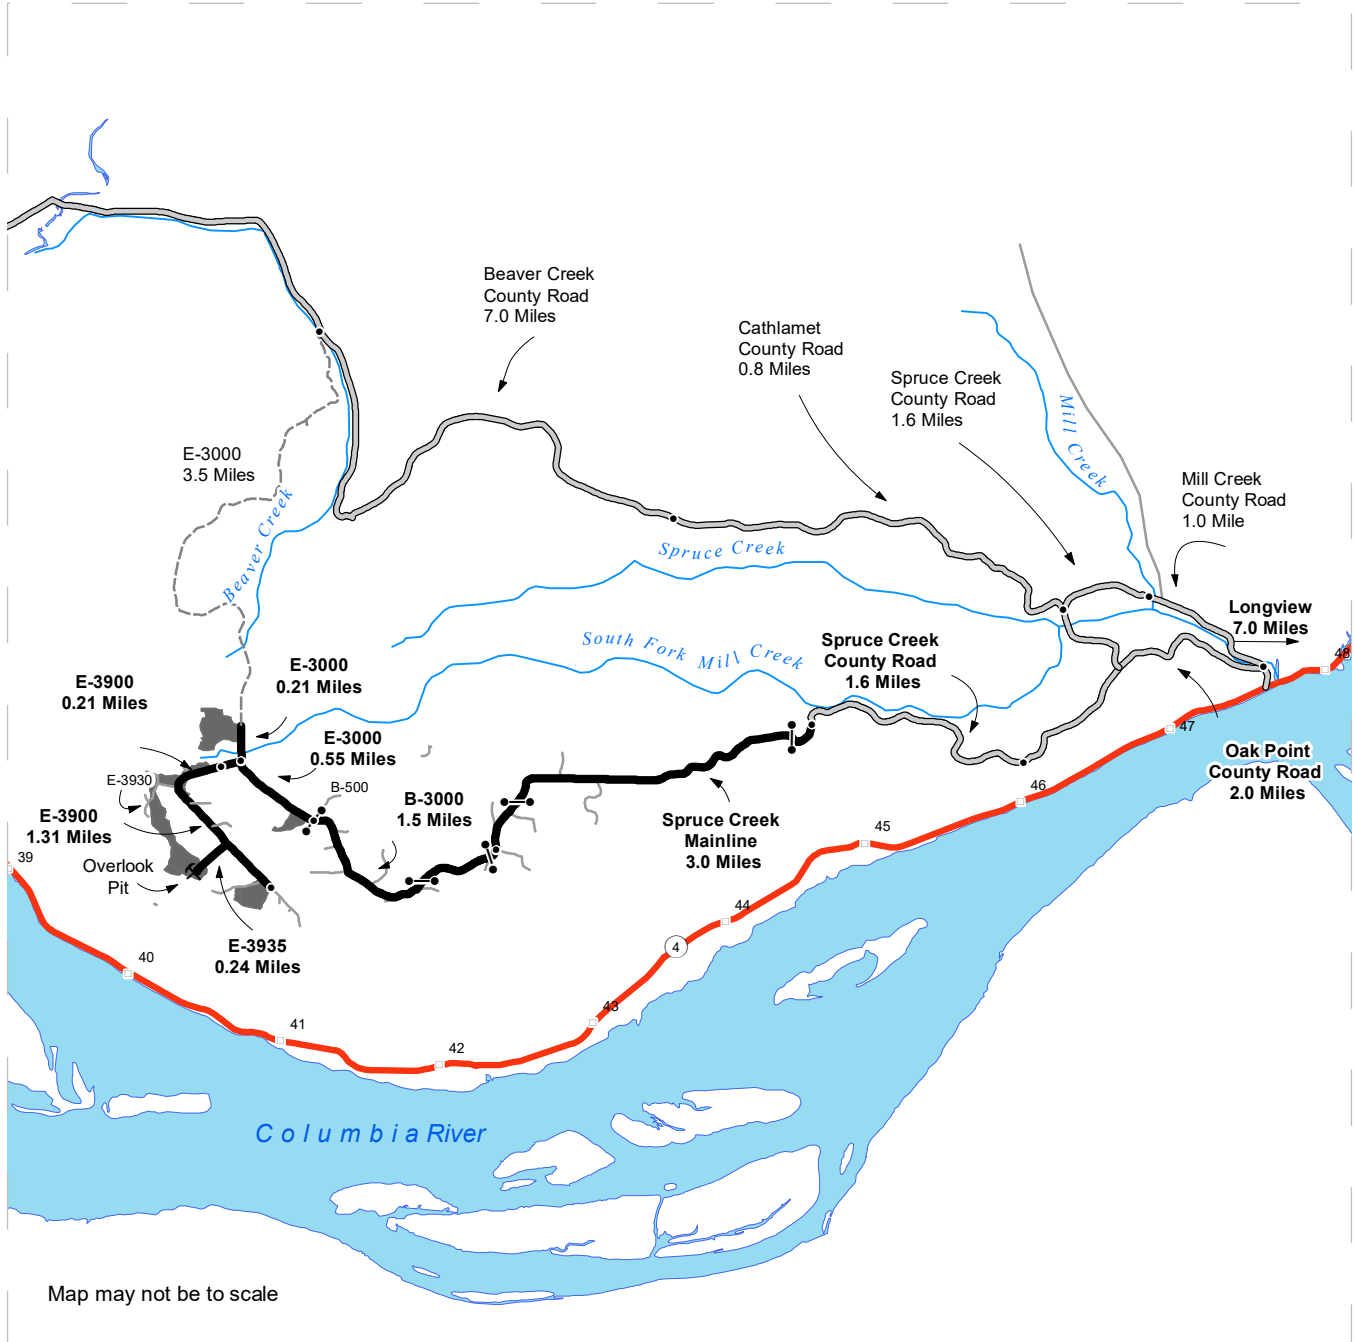 Beaver Creek
County Road
7.0 Miles
Cathlamet
County Road
0.8 Miles
Spruce Creek
County Road
1.6 Miles
Mill Creek
E-3000
3.5 Miles
Mill Creek
County Road
1.0 Mile
Beaver Creek
Spruce Creek
Longview
7.0 Miles
South Fork Mill Creek
Spruce Creek
County Road
1.6 Miles
48
E-3000
0.21 Miles
E-3900
0.21 Miles
47
E-3000
0.55 Miles
Oak Point
County Road
2.0 Miles
E-3930
B-500
46
B-3000
1.5 Miles
E-3900
1.31 Miles
Spruce Creek
Mainline
3.0 Miles
45
39
Overlook
Pit
44
4
E-3935
0.24 Miles
40
43
41
42
Columbia River
Map may not be to scale